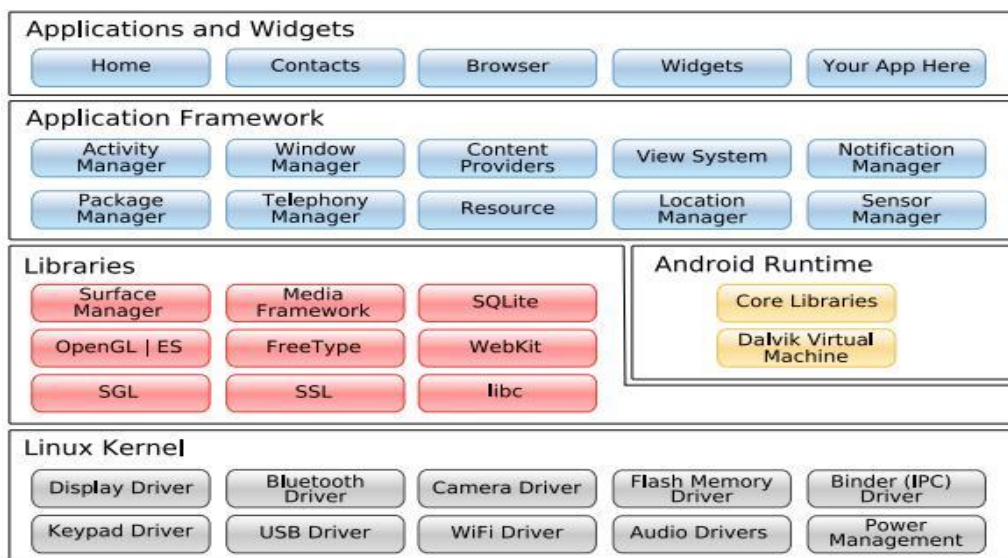 Applications and Widgets
Home
Contacts
Browser
Widgets
Your App Here
Application Framework
Activity
Manager
Window
Manager
Content
Providers
View System
Notification
Manager
Package
Manager
Telephony
Manager
Resource
Location
Manager
Sensor
Manager
Libraries
Surface
Manager
Media
Framework
SQLite
OpenGL | ES
FreeType
WebKit
SGL
SSL
libc
Android Runtime
Core Libraries
Dalvik Virtual
Machine
Linux Kernel
Display Driver
Bluetooth
Driver
Camera Driver
Flash Memory
Driver
Binder (IPC)
Driver
Keypad Driver
USB Driver
WiFi Driver
Audio Drivers
Power
Management